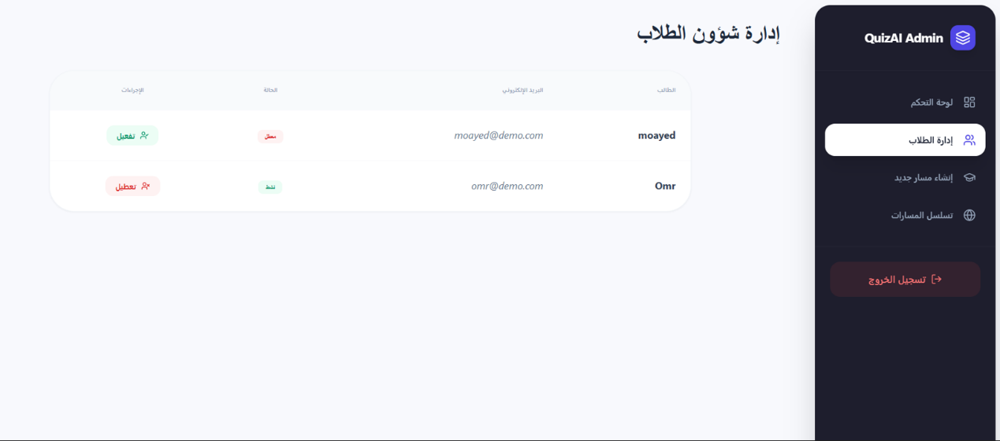 QuizAI Admin
لوحة التحكم
إدارة الطلاب
إنشاء مسار جديد
تسلسل المسارات
تسجيل الخروج
إدارة شؤون الطلاب
الطالب البريد الإلكتروني الحالة الإجراءات
moayed moayed@demo.com معطل تفعيل
Omr omr@demo.com نشط تعطيل